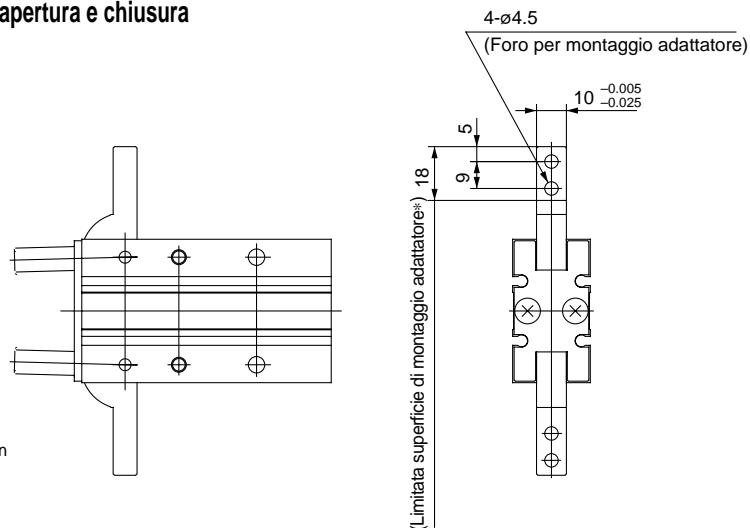 apertura e chiusura
4-ø4.5
(Foro per montaggio adattatore)
10 –0.005
–0.025
5
9
18
(Limitata superficie di montaggio adattatore*)
n